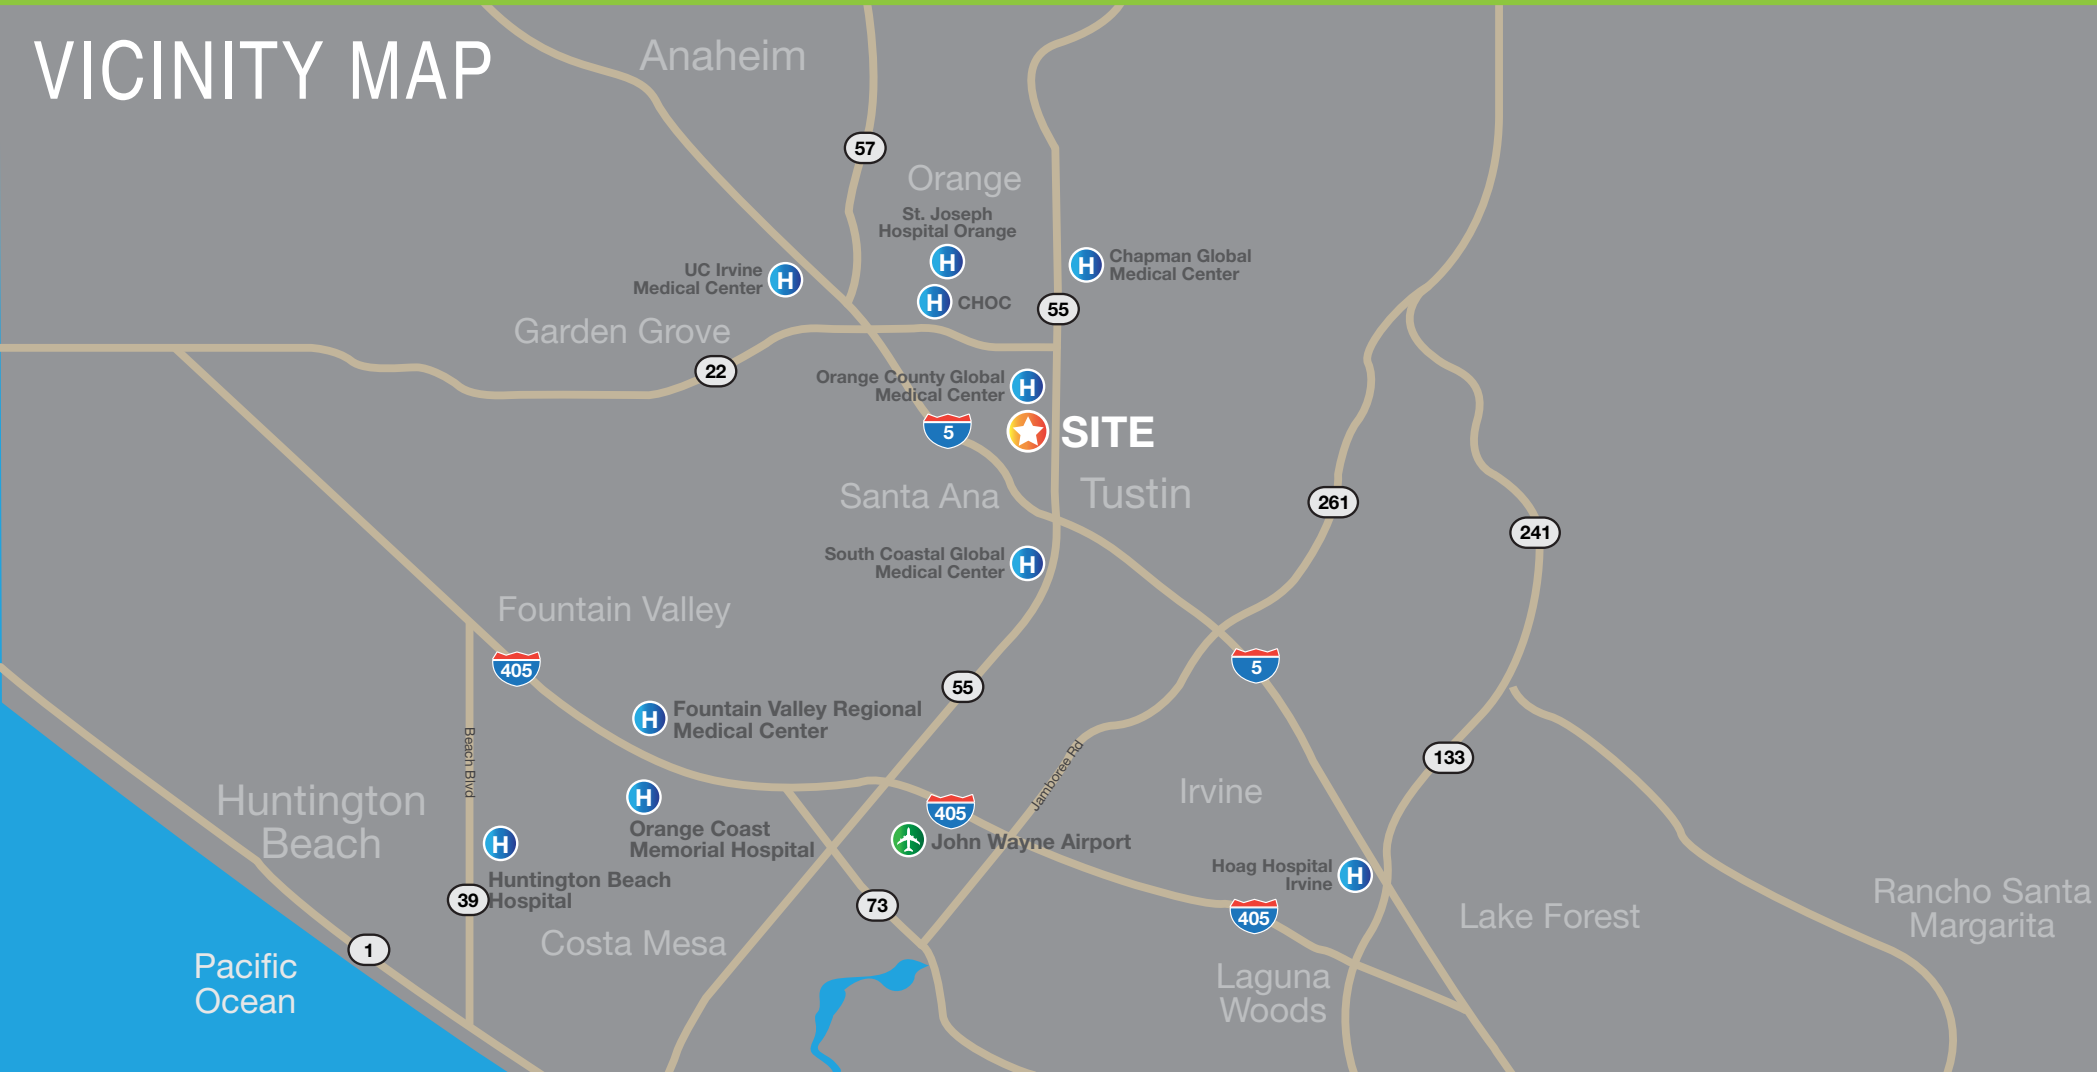 VICINITY MAP
Anaheim
57
Orange
St. Joseph
Hospital Orange
H
H
CHOC
UC Irvine
Medical Center
H
H
Chapman Global
Medical Center
55
Garden Grove
22
Orange County Global
Medical Center
H
5
SITE
Santa Ana
Tustin
261
241
South Coastal Global
Medical Center
H
Fountain Valley
405
5
55
H
Fountain Valley Regional
Medical Center
Beach Blvd
Jamboree Rd
133
Huntington
Beach
H
Orange Coast
Memorial Hospital
405
John Wayne Airport
Irvine
H
Huntington Beach
Hospital
39
73
Hoag Hospital
Irvine
H
405
Lake Forest
Rancho Santa
Margarita
Costa Mesa
1
Pacific
Ocean
Laguna
Woods